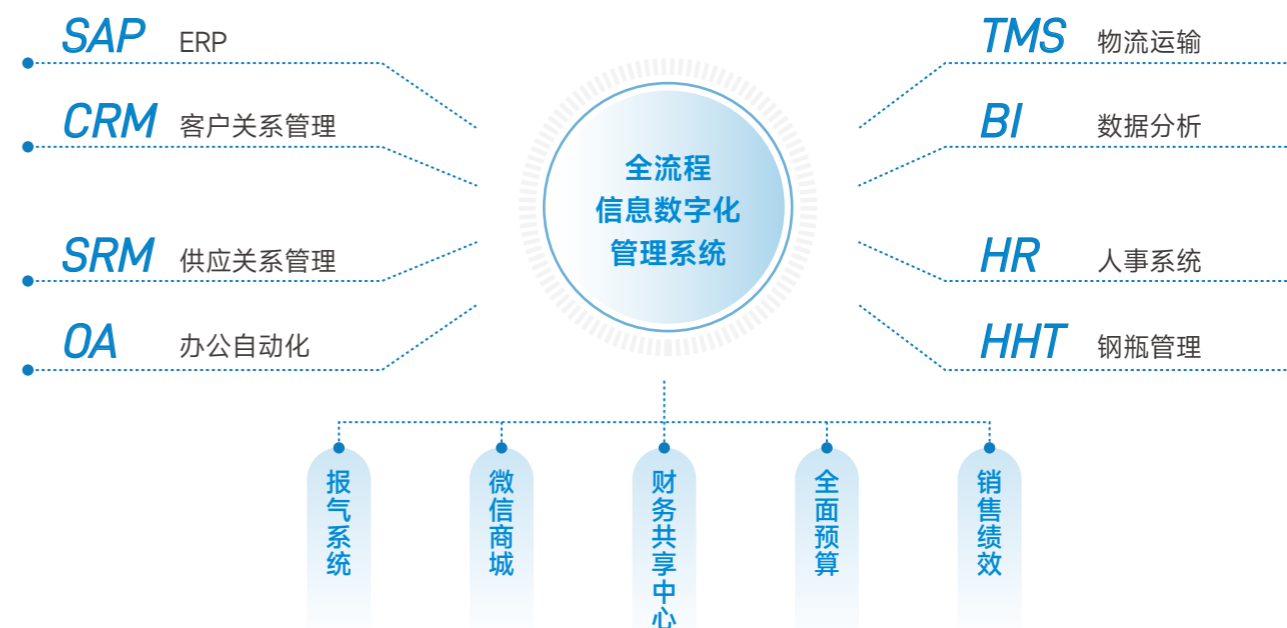 SAP ERP
CRM 客户关系管理
SRM 供应关系管理
OA 办公自动化
全流程
信息数字化
管理系统
TMS 物流运输
BI 数据分析
HR 人事系统
HHT 钢瓶管理
报气系统
微信商城
财务共享中心
全面预算
销售绩效